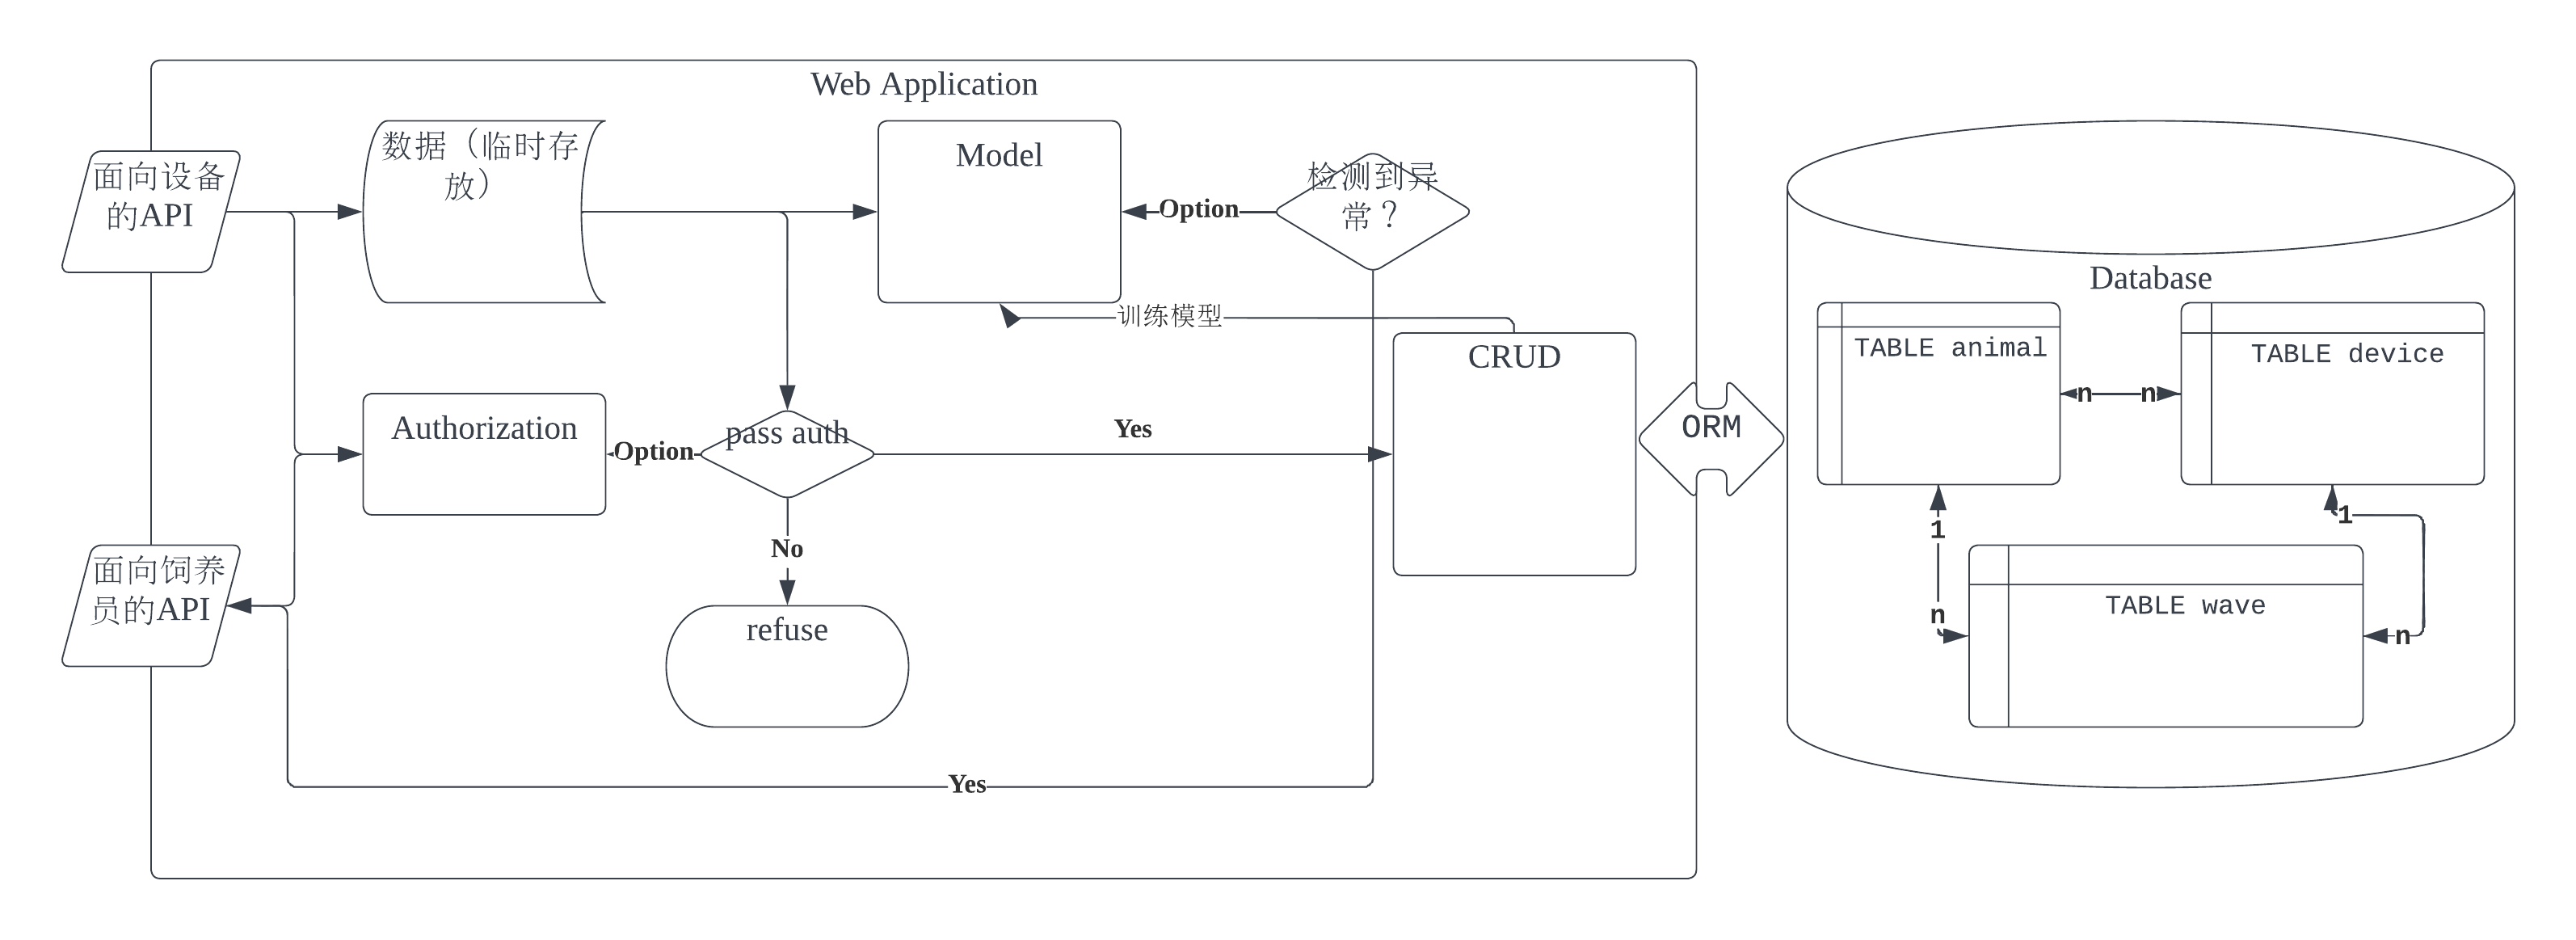 Web Application
面向设备
的API
数据（临时存
放）
Model
Option
检测到异
常？
训练模型
CRUD
Authorization
Option
pass auth
Yes
No
refuse
面向饲养
员的API
Yes
ORM
Database
TABLE animal
n
n
TABLE device
1
n
1
n
TABLE wave